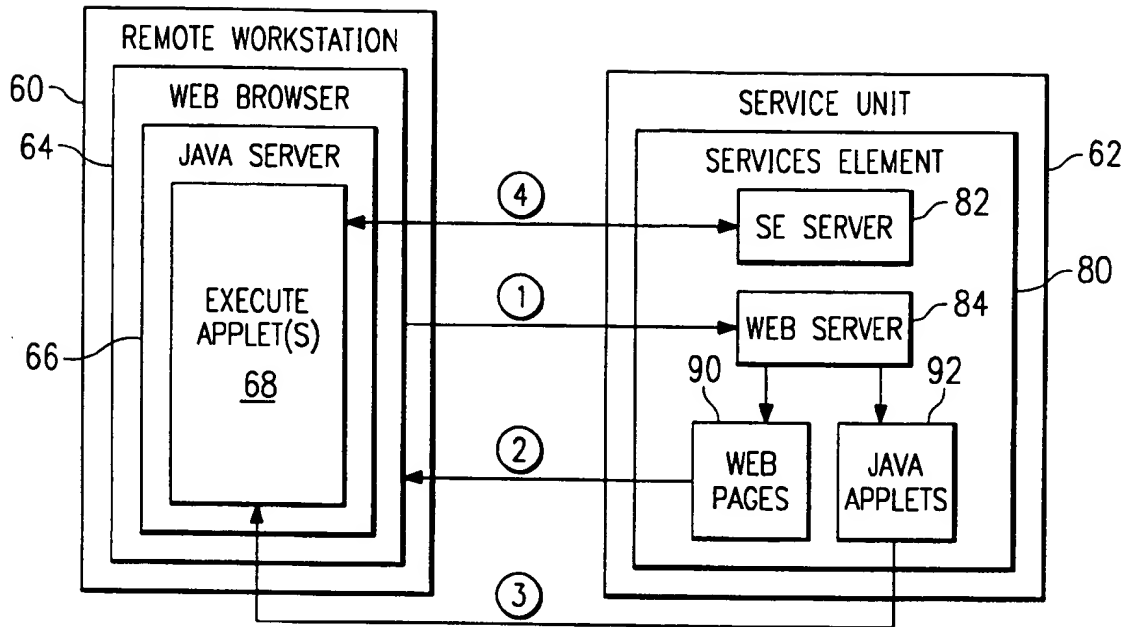 REMOTE WORKSTATION
60
WEB BROWSER
64
JAVA SERVER
EXECUTE
APPLET(S)
68
66
4
1
2
3
SERVICE UNIT
62
SERVICES ELEMENT
82
SE SERVER
80
84
WEB SERVER
90
92
WEB
PAGES
JAVA
APPLETS